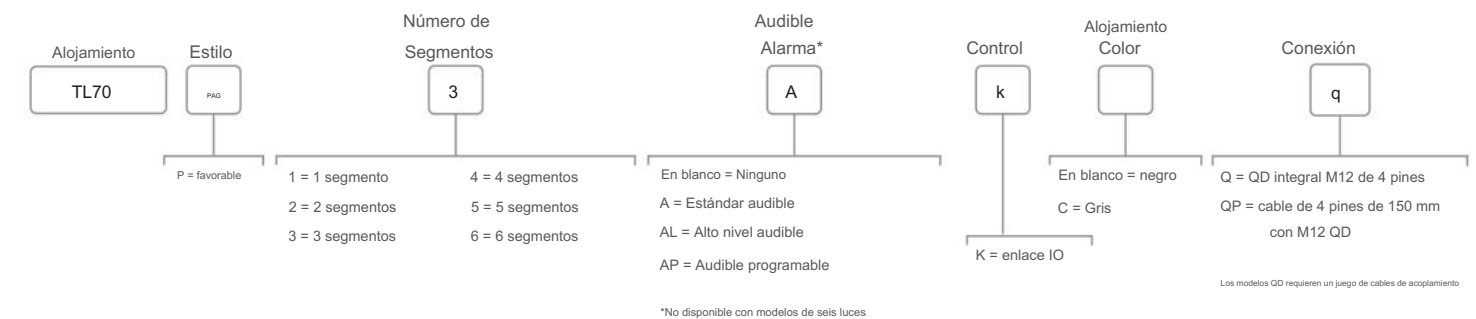 Número de
Segmentos
Audible
Alarma*
Alojamiento
Estilo
Control
Alojamiento
Color
Conexión
TL70
PAG
3
A
k
q
P = favorable
1 = 1 segmento
4 = 4 segmentos
2 = 2 segmentos
5 = 5 segmentos
3 = 3 segmentos
6 = 6 segmentos
En blanco = Ninguno
A = Estándar audible
AL = Alto nivel audible
AP = Audible programable
*No disponible con modelos de seis luces
K = enlace IO
En blanco = negro
C = Gris
Q = QD integral M12 de 4 pines
QP = cable de 4 pines de 150 mm
con M12 QD
Los modelos QD requieren un juego de cables de acoplamiento